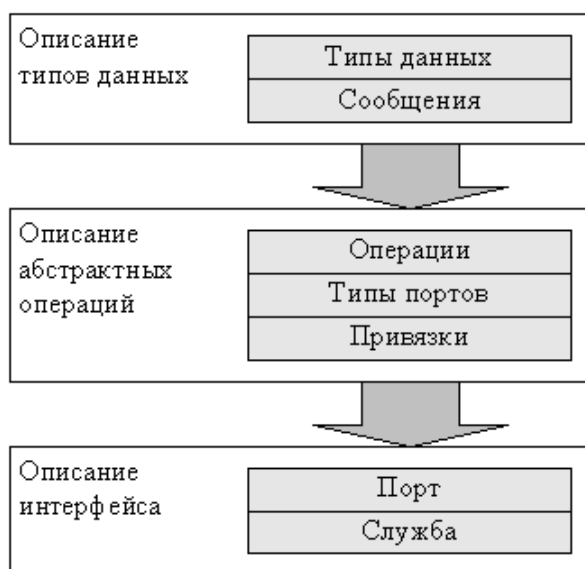 Описание
типов данных
Типы данных
Сообщения
Описание
абстрактных
операций
Операции
Типы портов
Привязки
Описание
интерфейса
Порт
Служба